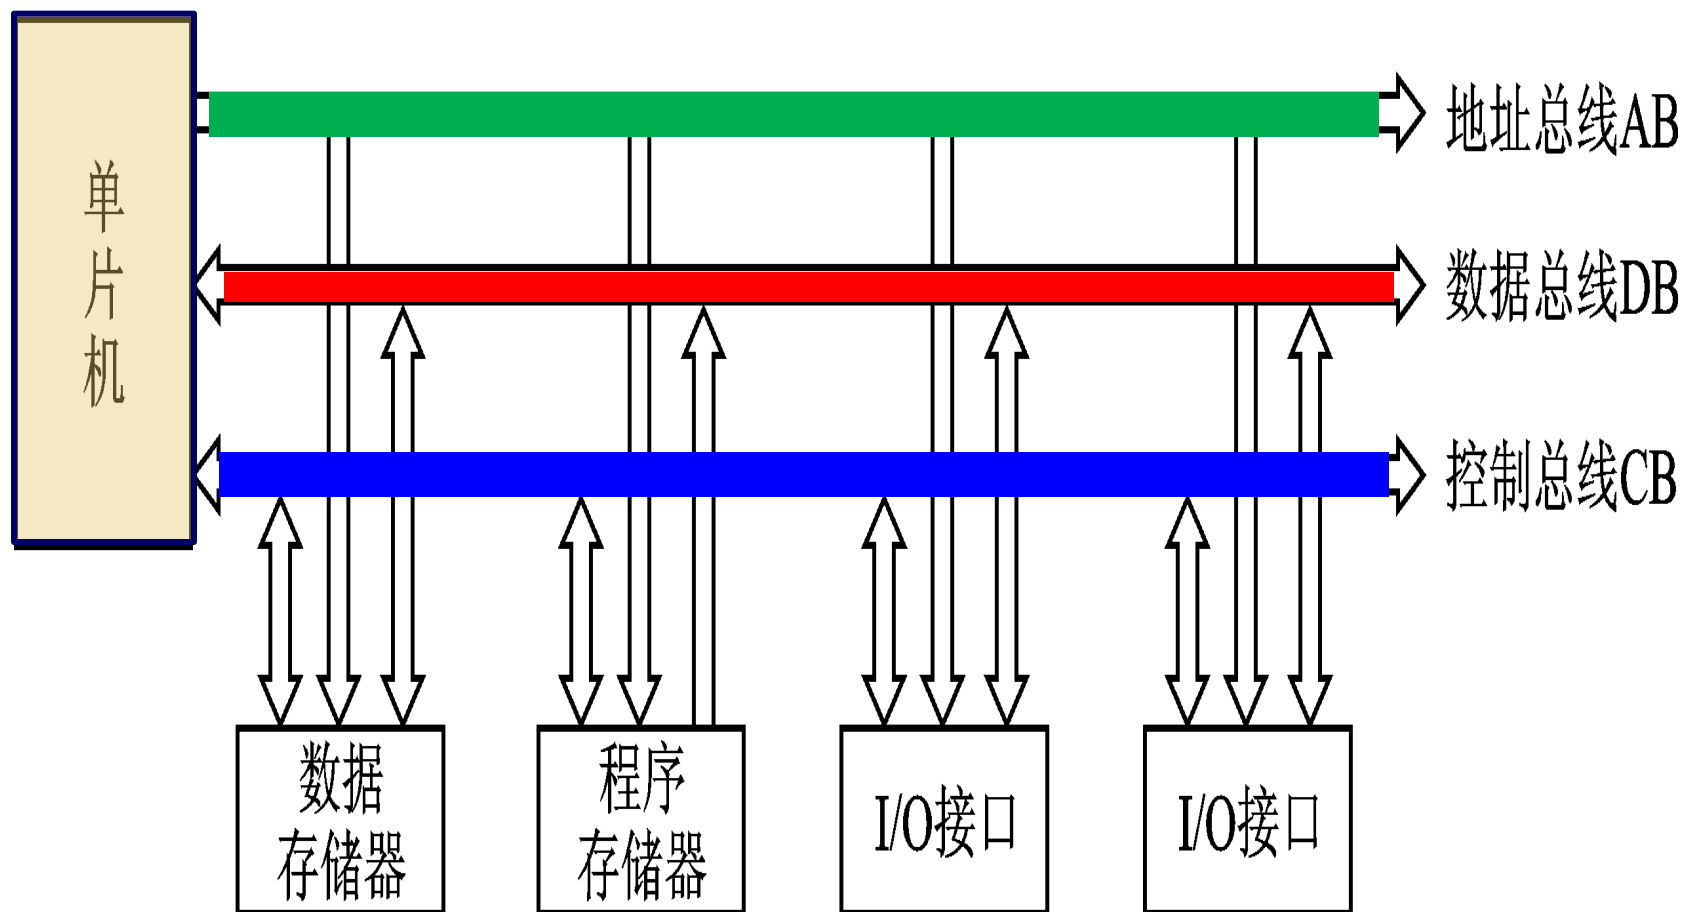 单
片
机
地址总线AB
数据总线DB
控制总线CB
数据
存储器
程序
存储器
I/O接口
I/O接口